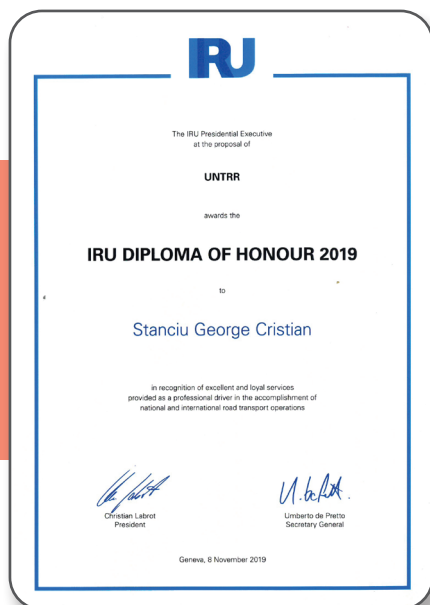 IRU
The IRU Presidential Executive
at the proposal of
UNTRR
awards the
IRU DIPLOMA OF HONOUR 2019
to
Stanciu George Cristian
in recognition of excellent and loyal services
provided as a professional driver in the accomplishment of
national and international road transport operations
Christian Labrot
President
Umberto de Pretto
Secretary General
Geneva, 8 November 2019